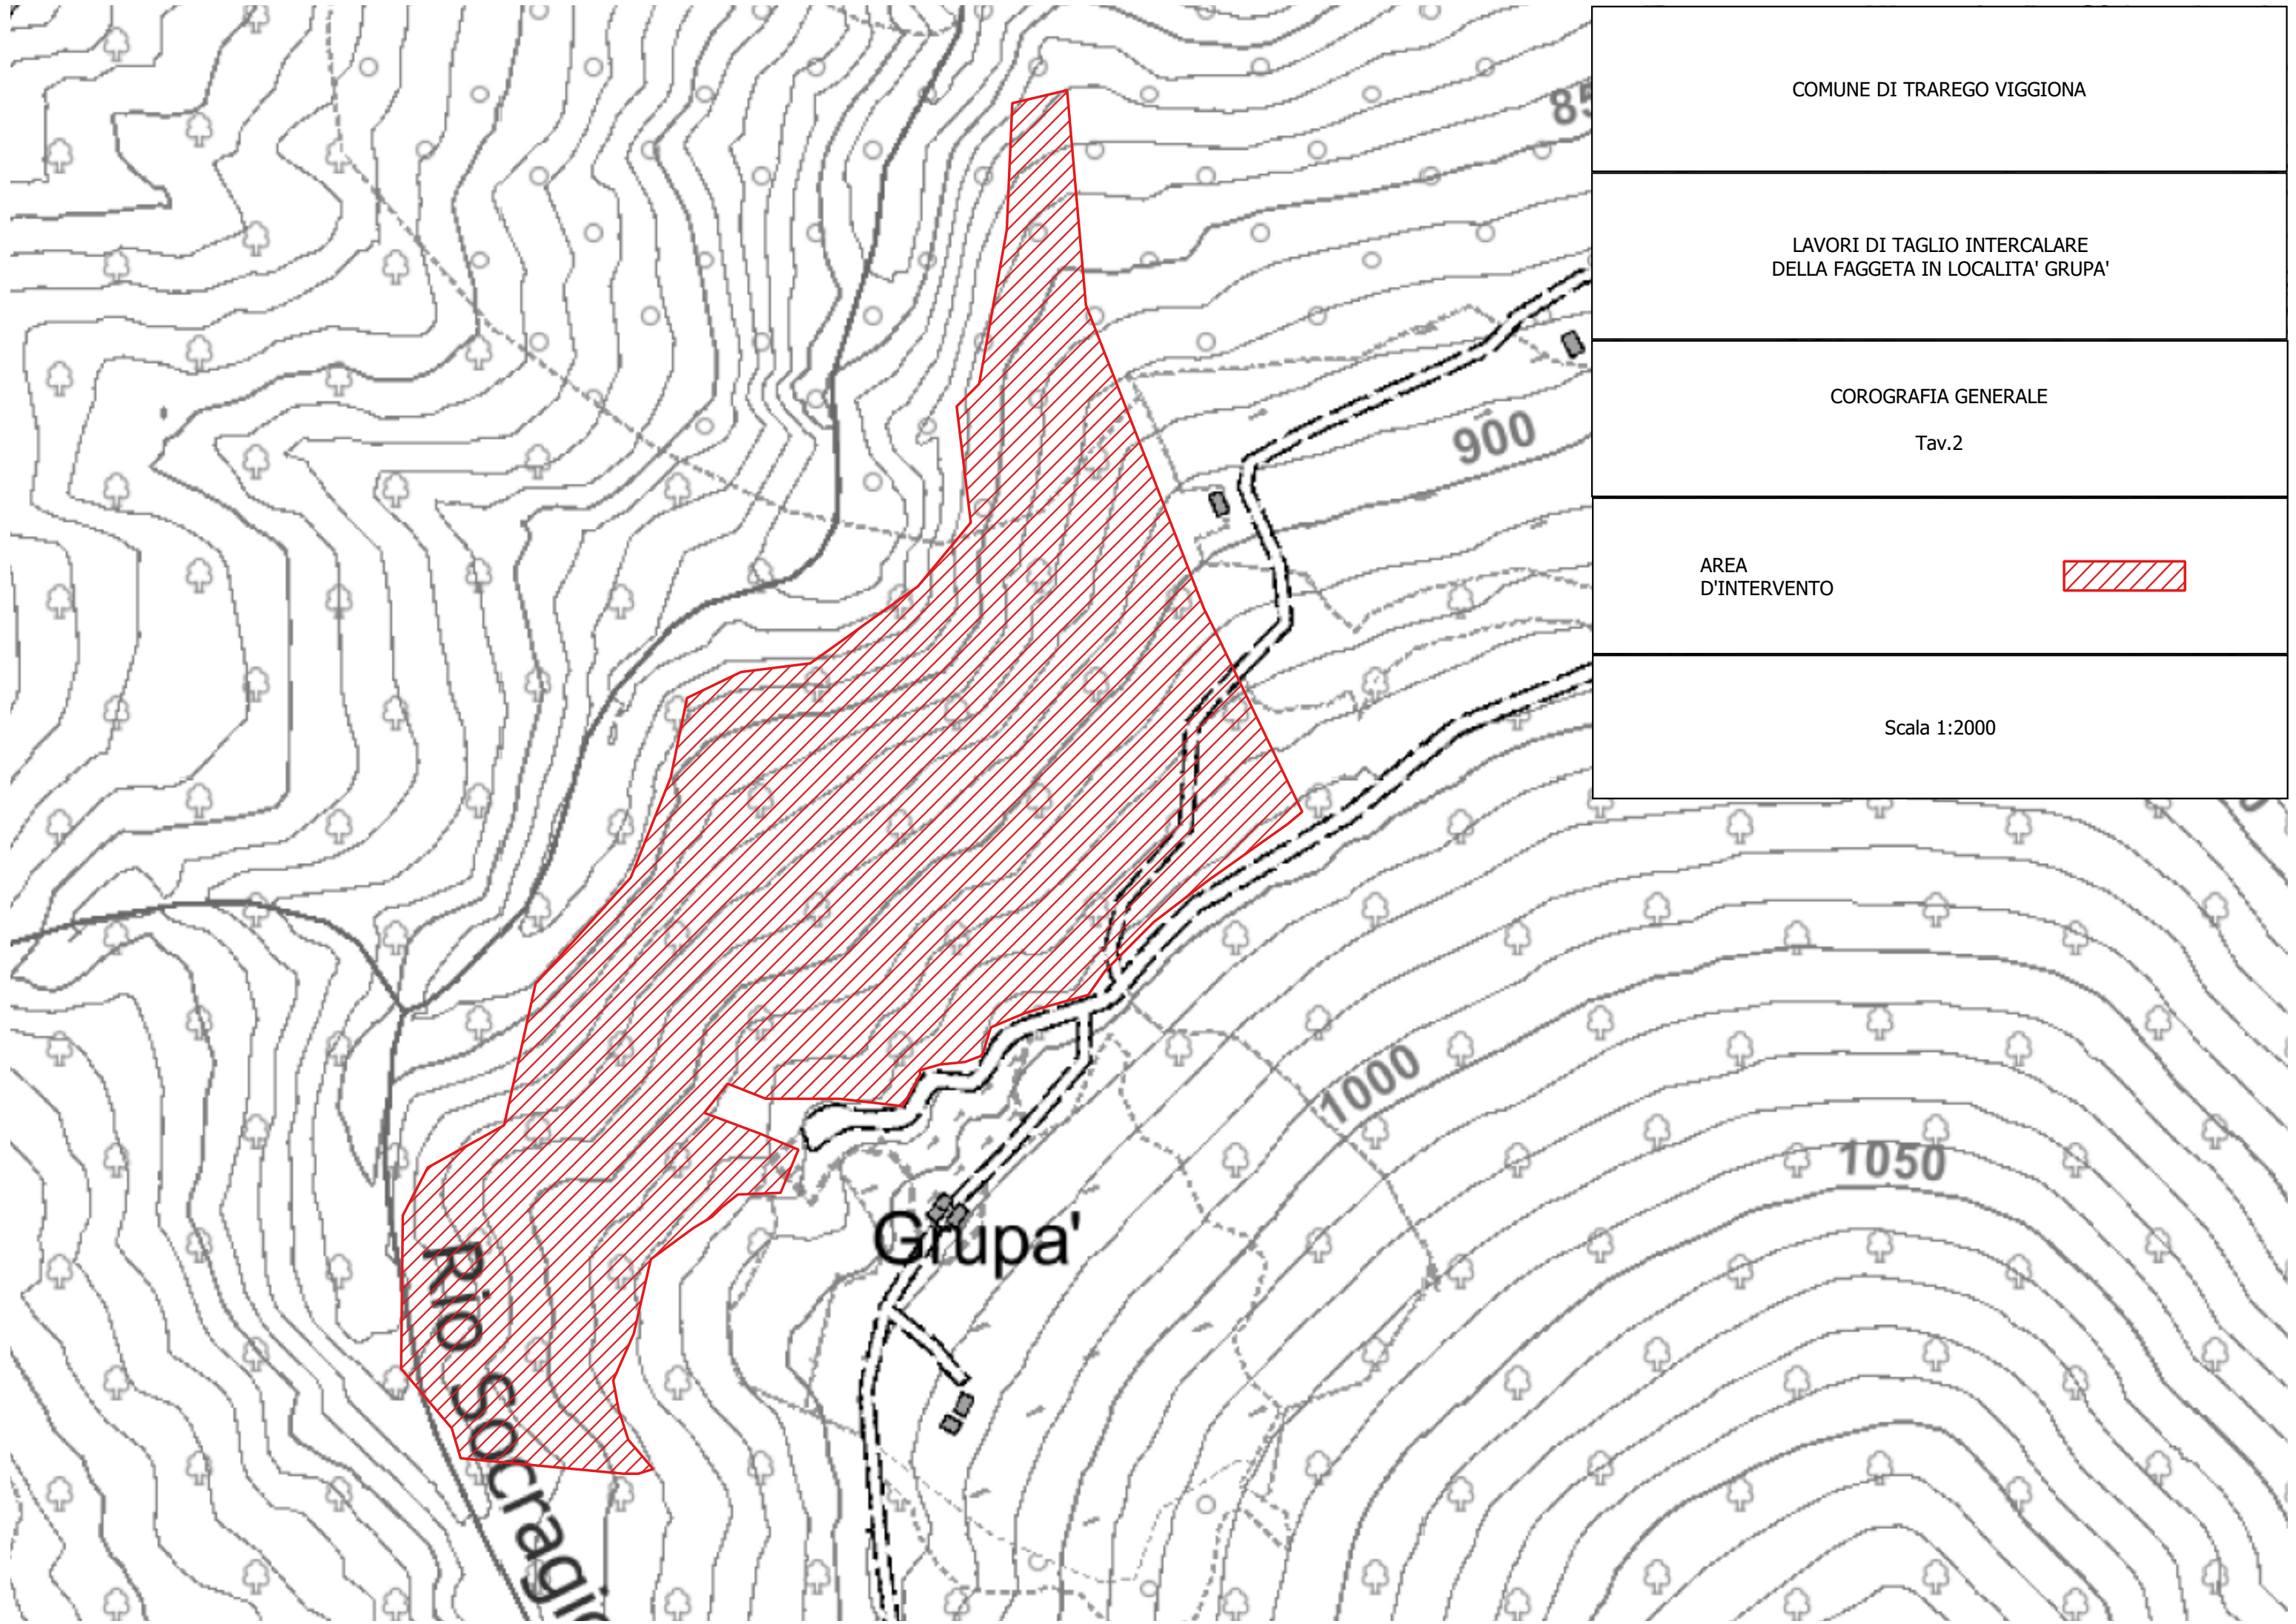 COMUNE DI TRAREGO VIGGIONA
LAVORI DI TAGLIO INTERCALARE
DELLA FAGGETA IN LOCALITA' GRUPA'
COROGRAFIA GENERALE
Tav.2
AREA
D'INTERVENTO
Scala 1:2000
900
1000
1050
Grupa'
Rio Socragio